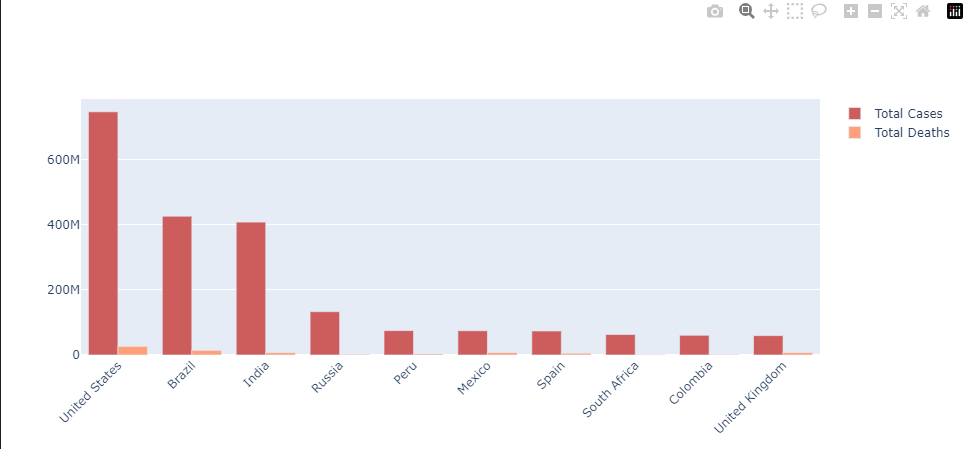 Total Cases
Total Deaths
600M
400M
200M
0
United States
Brazil
India
Russia
Peru
Mexico
Spain
South Africa
Colombia
United Kingdom